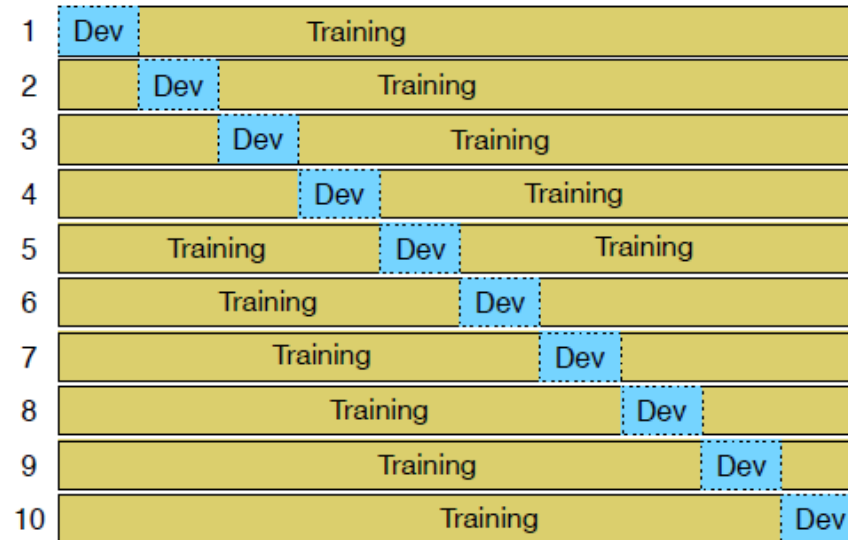 1 Dev Training
2 Dev Training
3 Dev Training
4 Dev Training
5 Training Dev Training
6 Training Dev
7 Training Dev
8 Training Dev
9 Training Dev
10 Training Dev